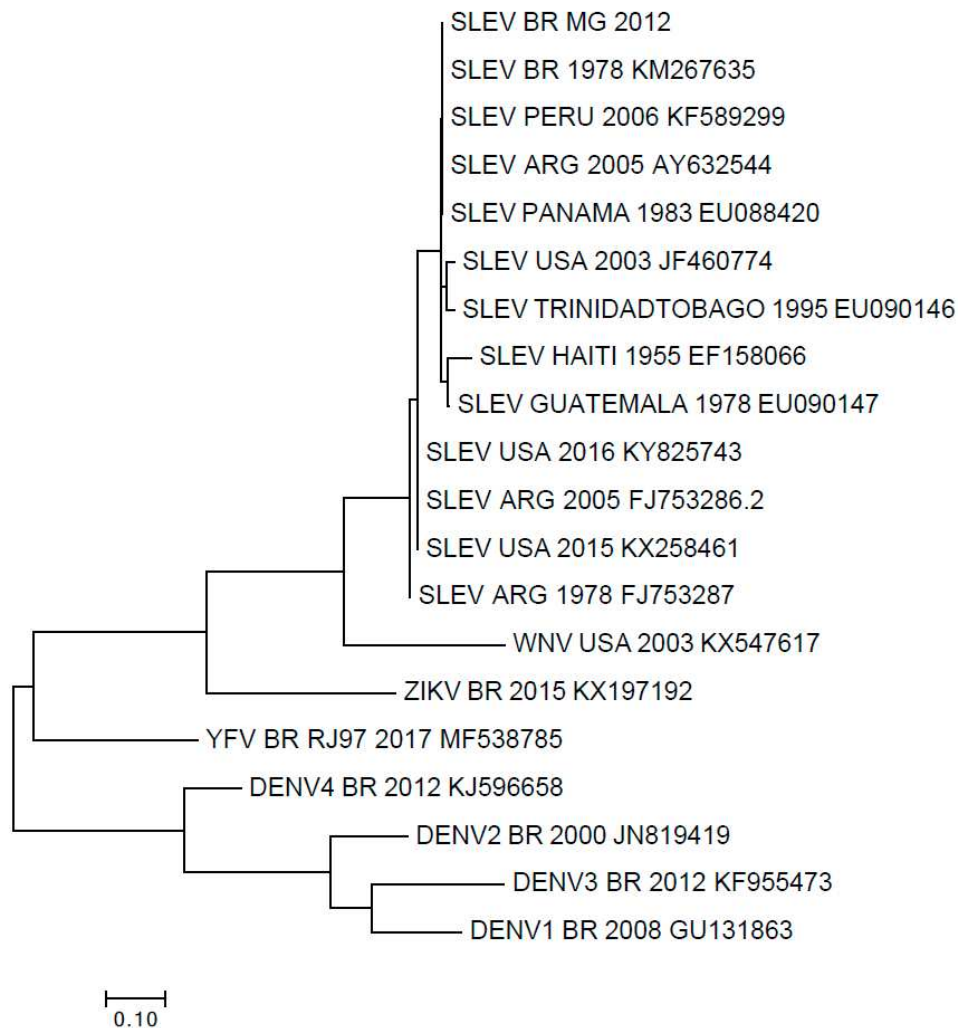 SLEV BR MG 2012
SLEV BR 1978 KM267635
SLEV PERU 2006 KF589299
SLEV ARG 2005 AY632544
SLEV PANAMA 1983 EU088420
SLEV USA 2003 JF460774
SLEV TRINIDADTOBAGO 1995 EU090146
SLEV HAITI 1955 EF158066
SLEV GUATEMALA 1978 EU090147
SLEV USA 2016 KY825743
SLEV ARG 2005 FJ753286.2
SLEV USA 2015 KX258461
SLEV ARG 1978 FJ753287
WNV USA 2003 KX547617
ZIKV BR 2015 KX197192
YFV BR RJ97 2017 MF538785
DENV4 BR 2012 KJ596658
DENV2 BR 2000 JN819419
DENV3 BR 2012 KF955473
DENV1 BR 2008 GU131863
0.10